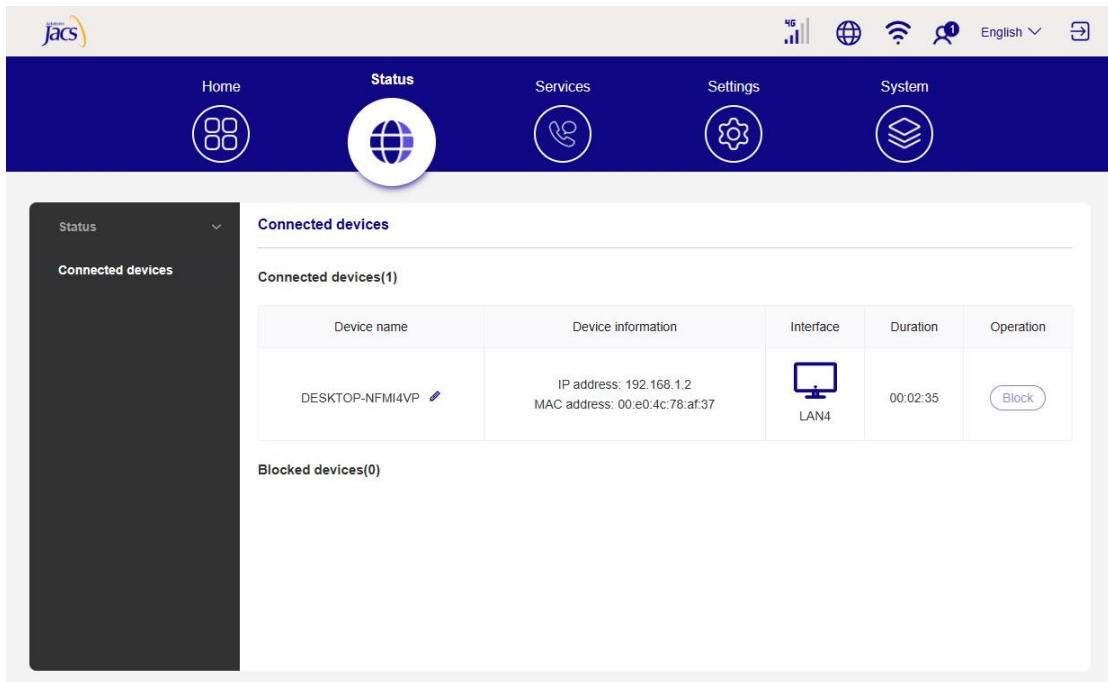 jacs
4G
1
English
Home
Status
Services
Settings
System
Status
Connected devices
Connected devices
Connected devices(1)
Device name
Device information
Interface
Duration
Operation
DESKTOP-NFMI4VP
IP address: 192.168.1.2
MAC address: 00:e0:4c:78:af:37
LAN4
00:02:35
Block
Blocked devices(0)